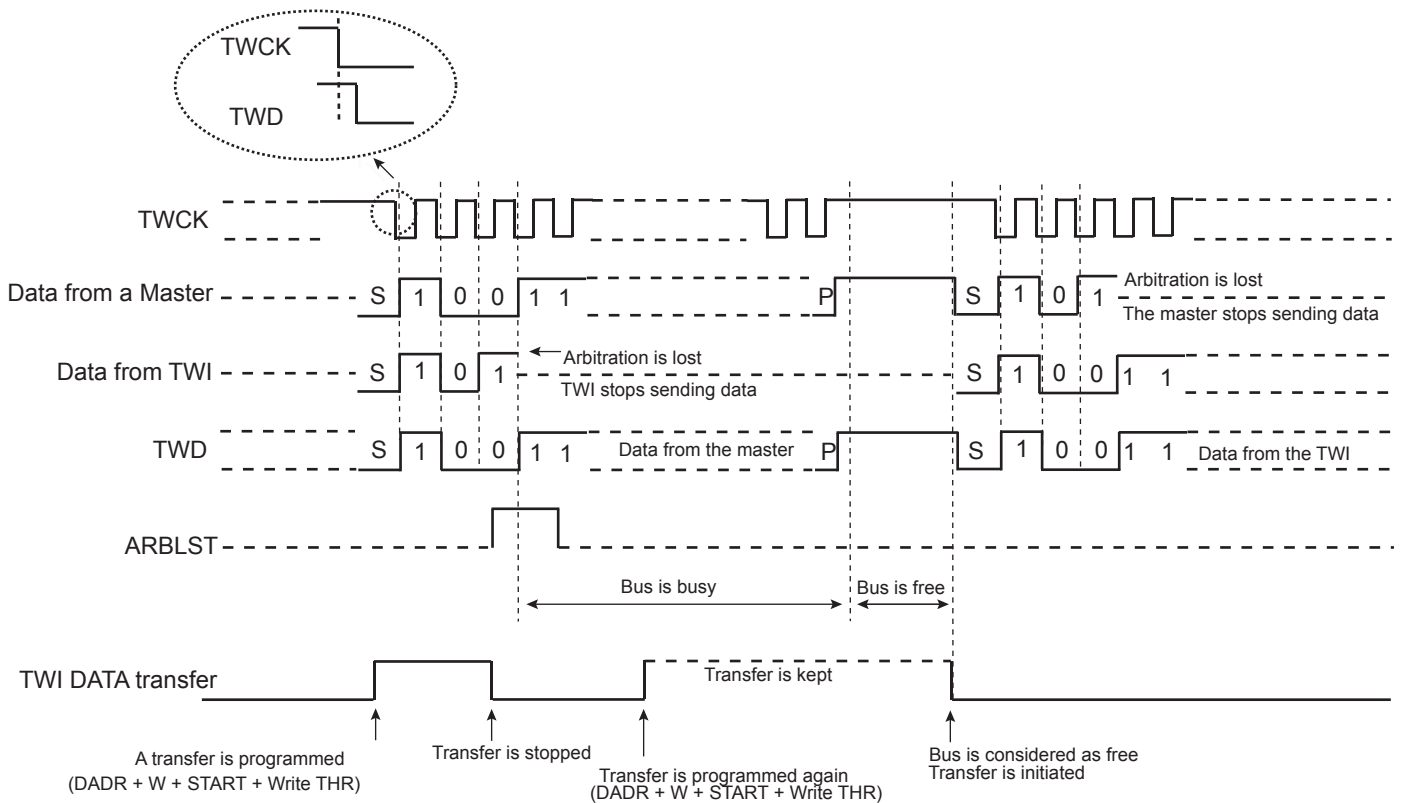 TWCK
TWD
TWCK
Data from a Master S 1 0 0 1 1 P S 1 0 1 Arbitration is lost
The master stops sending data
Data from TWI S 1 0 1 Arbitration is lost S 1 0 0 1 1
TWI stops sending data
TWD S 1 0 0 1 1 Data from the master P S 1 0 0 1 1 Data from the TWI
ARBLST
Bus is busy Bus is free
TWI DATA transfer Transfer is kept
A transfer is programmed
(DADR + W + START + Write THR)
Transfer is stopped
Transfer is programmed again
(DADR + W + START + Write THR)
Bus is considered as free
Transfer is initiated